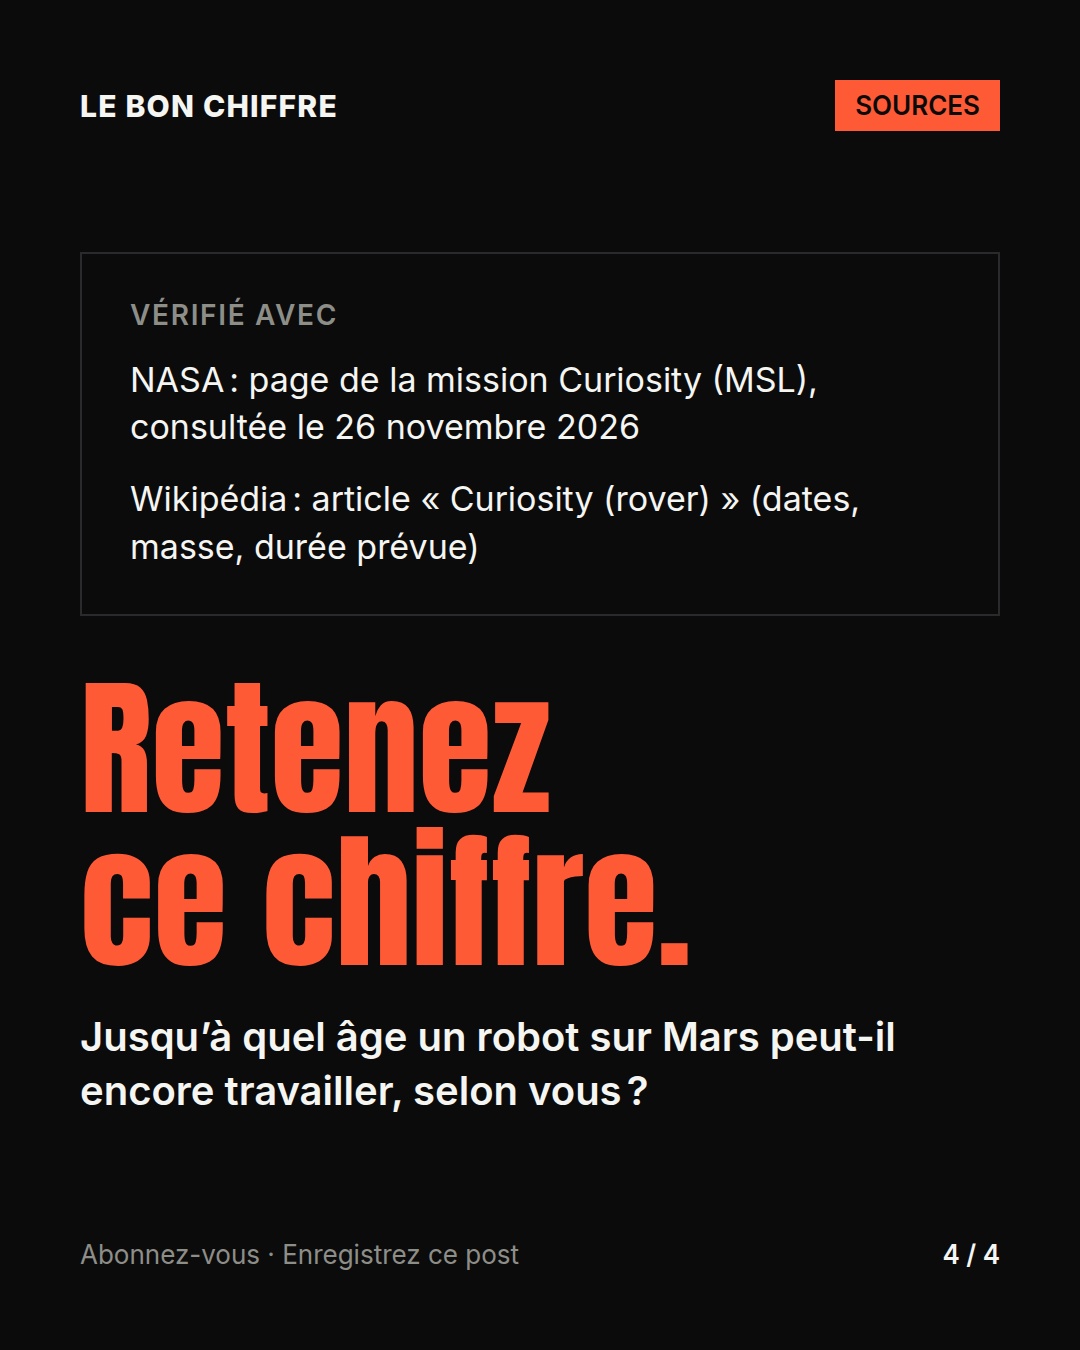 LE BON CHIFFRE
SOURCES
VÉRIFIÉ AVEC
NASA : page de la mission Curiosity (MSL),
consultée le 26 novembre 2026
Wikipédia : article « Curiosity (rover) » (dates,
masse, durée prévue)
Retenez
ce chiffre.
Jusqu’à quel âge un robot sur Mars peut-il
encore travailler, selon vous ?
Abonnez-vous · Enregistrez ce post
4 / 4